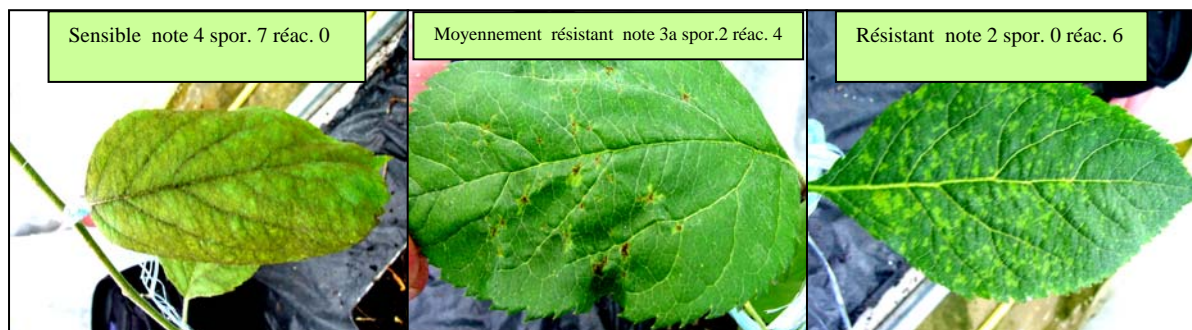 Sensible note 4 spor. 7 réac. 0
Moyennement résistant note 3a spor.2 réac. 4
Résistant note 2 spor. 0 réac. 6